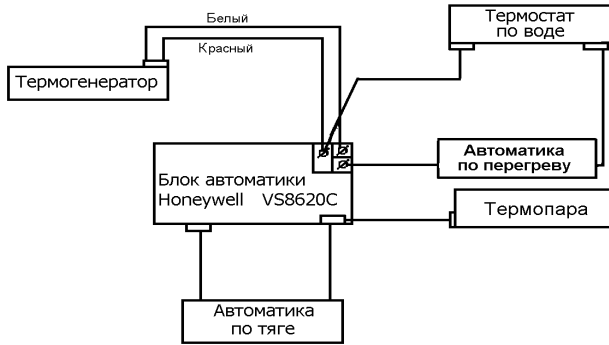 Белый
Красный
Термогенератор
Термостат
по воде
Автоматика
по перегреву
Блок автоматики
Honeywell VS8620C
Термопара
Автоматика
по тяге